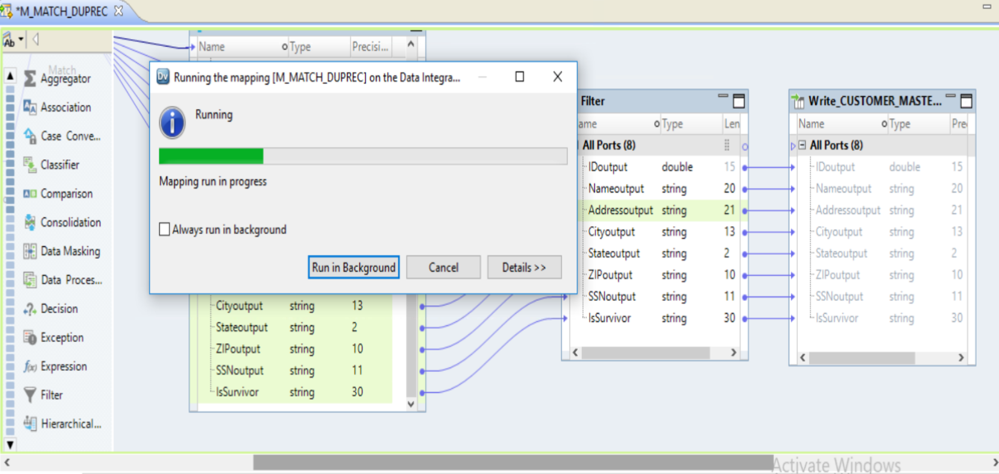 *M_MATCH_DUPREC
Ab
Name Type Precisi...
Match
Aggregator
Association
Case Conve...
Classifier
Comparison
Consolidation
Data Masking
Data Proces...
Decision
Exception
Expression
Filter
Hierarchical...
Dv Running the mapping [M_MATCH_DUPREC] on the Data Integra...
Running
Mapping run in progress
Always run in background
Run in Background Cancel Details >>
Cityoutput string 13
Stateoutput string 2
ZIPoutput string 10
SSNoutput string 11
IsSurvivor string 30
Filter
ame Type Len
All Ports (8)
IDoutput double 15
Nameoutput string 20
Addressoutput string 21
Cityoutput string 13
Stateoutput string 2
ZIPoutput string 10
SSNoutput string 11
IsSurvivor string 30
Write_CUSTOMER_MASTE...
Name Type Pre
All Ports (8)
IDoutput double 15
Nameoutput string 20
Addressoutput string 21
Cityoutput string 13
Stateoutput string 2
ZIPoutput string 10
SSNoutput string 11
IsSurvivor string 30
Activate Windows